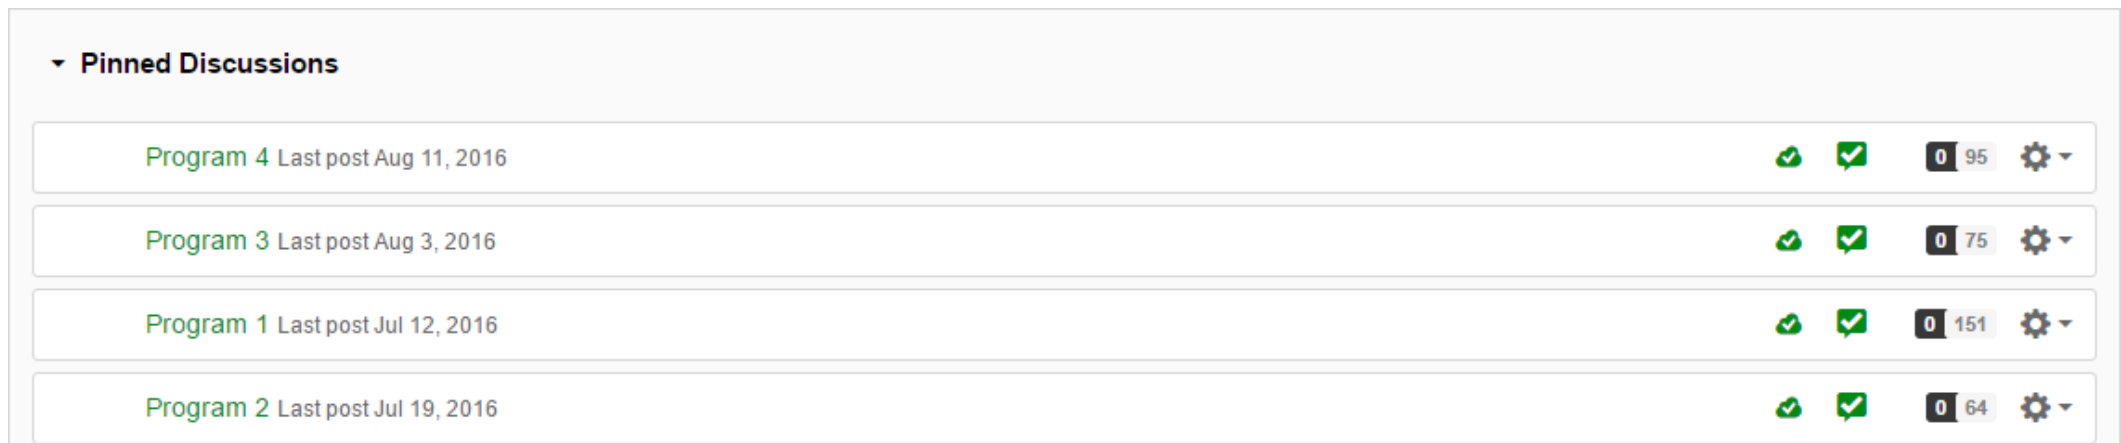 Pinned Discussions
Program 4 Last post Aug 11, 2016 0 95
Program 3 Last post Aug 3, 2016 0 75
Program 1 Last post Jul 12, 2016 0 151
Program 2 Last post Jul 19, 2016 0 64